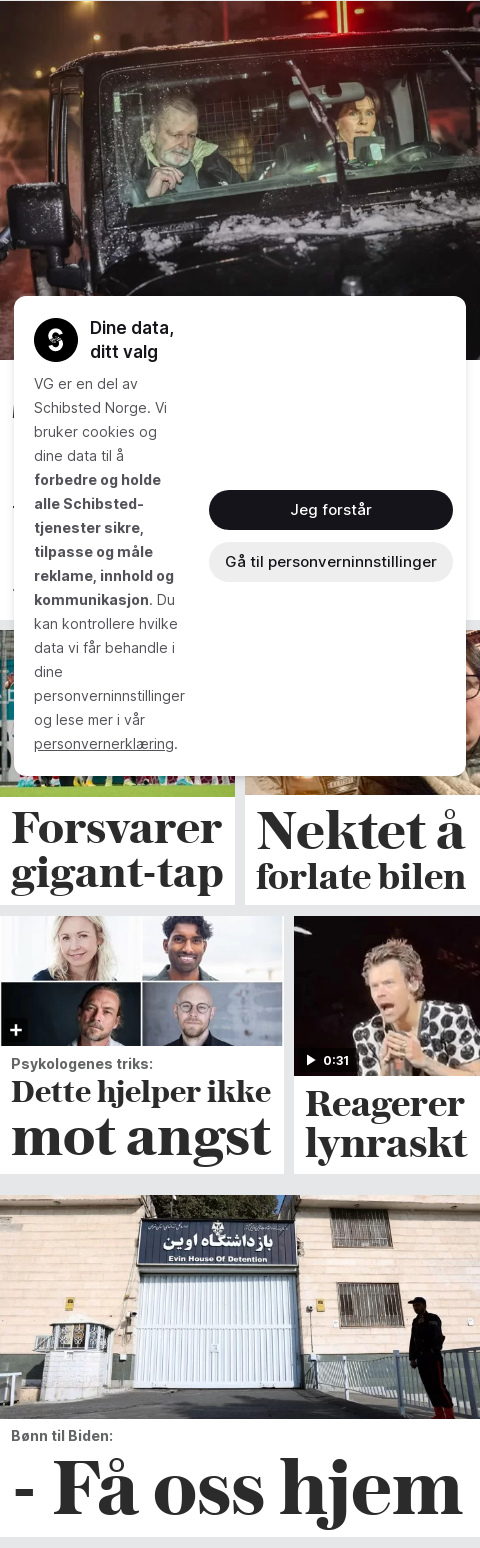 Dine data,
ditt valg
VG er en del av
Schibsted Norge. Vi
bruker cookies og
dine data til å
forbedre og holde
alle Schibsted-
tjenester sikre,
tilpasse og måle
reklame, innhold og
kommunikasjon. Du
kan kontrollere hvilke
data vi får behandle i
dine
personverninnstillinger
og lese mer i vår
personvernerklæring.
Jeg forstår
Gå til personverninnstillinger
Forsvarer
gigant-tap
Nektet å
forlate bilen
Psykologenes triks:
Dette hjelper ikke
mot angst
0:31
Reagerer
lynraskt
بازداشتگاه اوین
Evin House Of Detention
Bønn til Biden:
- Få oss hjem